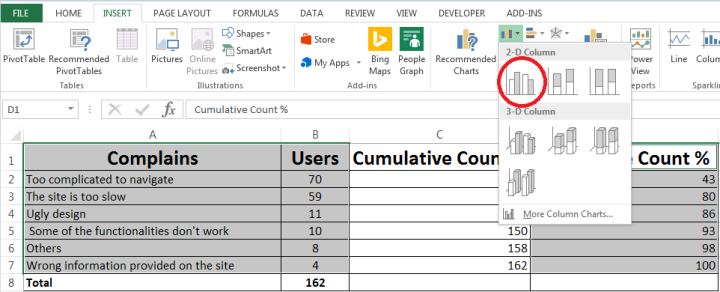 FILE HOME INSERT PAGE LAYOUT FORMULAS DATA REVIEW VIEW DEVELOPER ADD-INS
PivotTable Recommended PivotTables Table
Tables
Pictures Online Pictures Shapes SmartArt Screenshot
Illustrations
Store My Apps Bing Maps People Graph
Add-ins
Recommended Charts
2-D Column
3-D Column
More Column Charts...
Power View
Reports
Line Colum
Sparklin
D1 fx Cumulative Count %
A B C
1 Complains Users Cumulative Coun e Count %
2 Too complicated to navigate 70 43
3 The site is too slow 59 80
4 Ugly design 11 86
5 Some of the functionalities don't work 10 150 93
6 Others 8 158 98
7 Wrong information provided on the site 4 162 100
8 Total 162